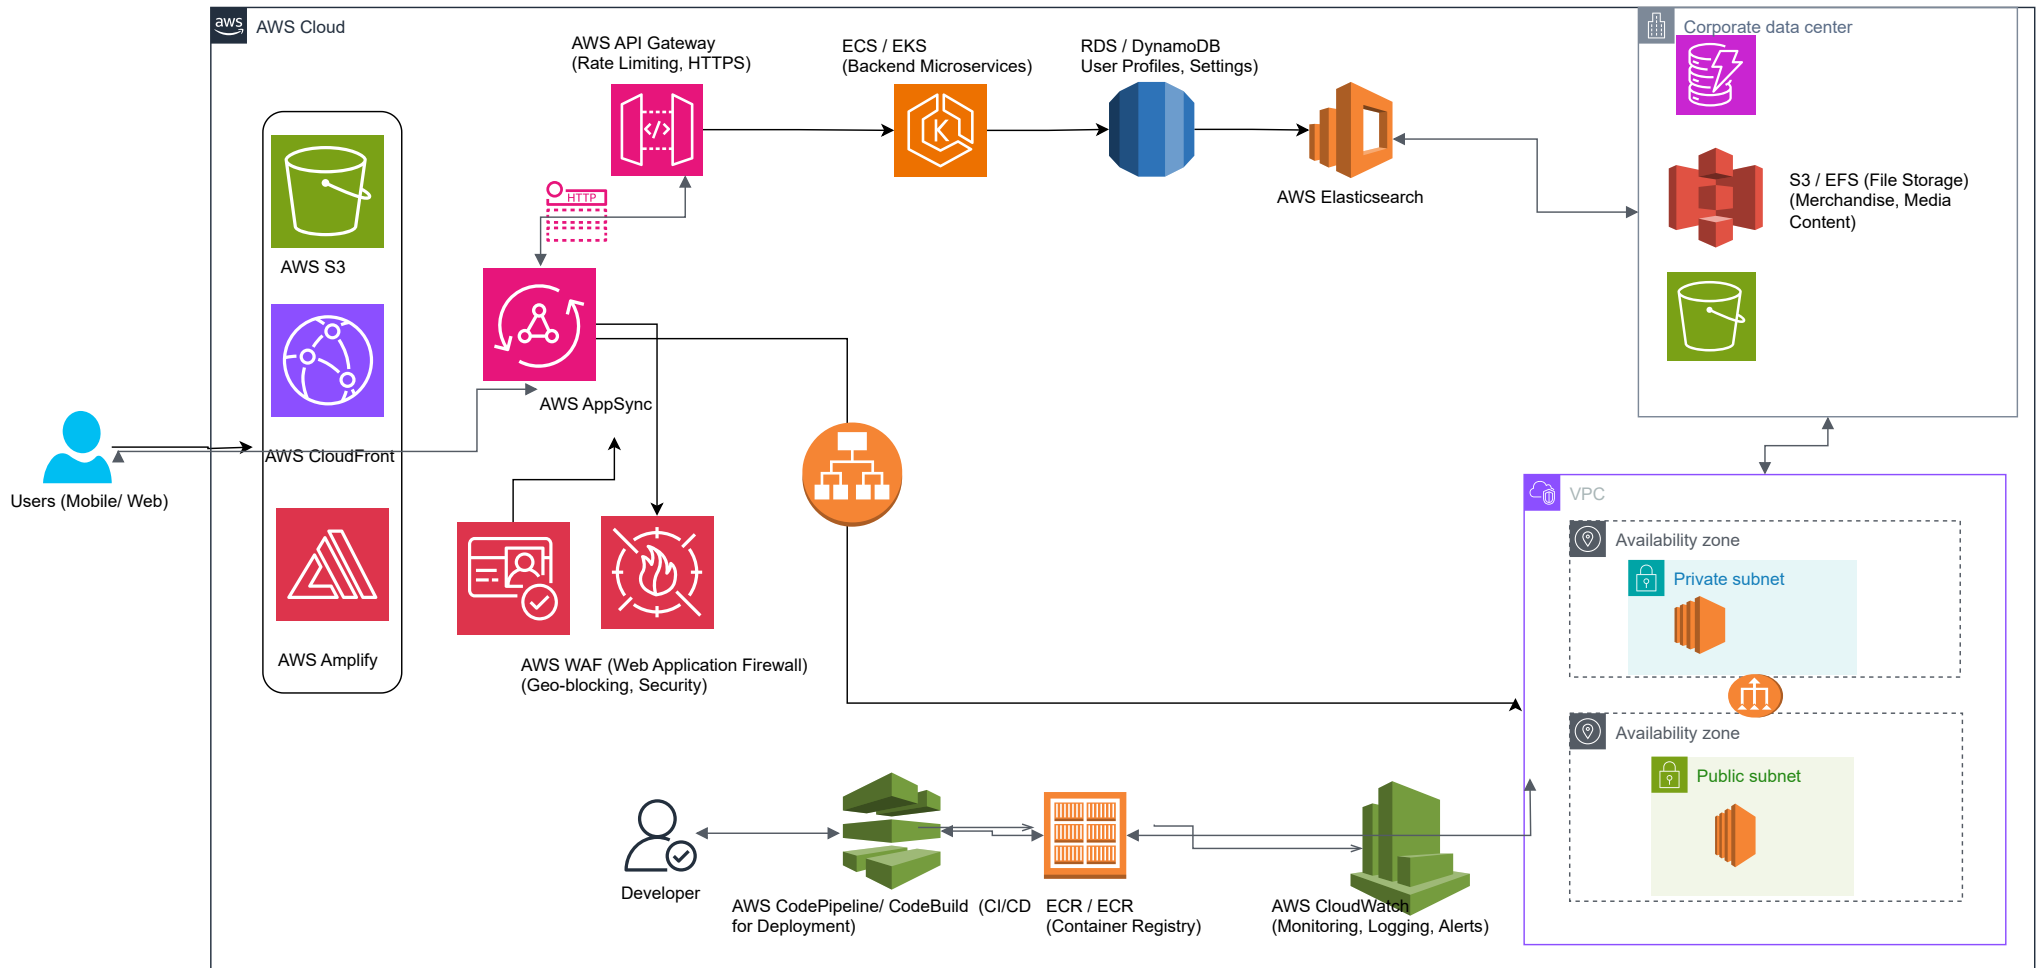 aws
AWS Cloud
AWS API Gateway
(Rate Limiting, HTTPS)
ECS / EKS
(Backend Microservices)
RDS / DynamoDB
User Profiles, Settings)
Corporate data center
K
</>
AWS Elasticsearch
S3 / EFS (File Storage)
(Merchandise, Media
Content)
HTTP
AWS S3
AWS AppSync
AWS CloudFront
Users (Mobile/ Web)
AWS Amplify
AWS WAF (Web Application Firewall)
(Geo-blocking, Security)
VPC
Availability zone
Private subnet
Availability zone
Public subnet
Developer
AWS CodePipeline/ CodeBuild (CI/CD
for Deployment)
ECR / ECR
(Container Registry)
AWS CloudWatch
(Monitoring, Logging, Alerts)